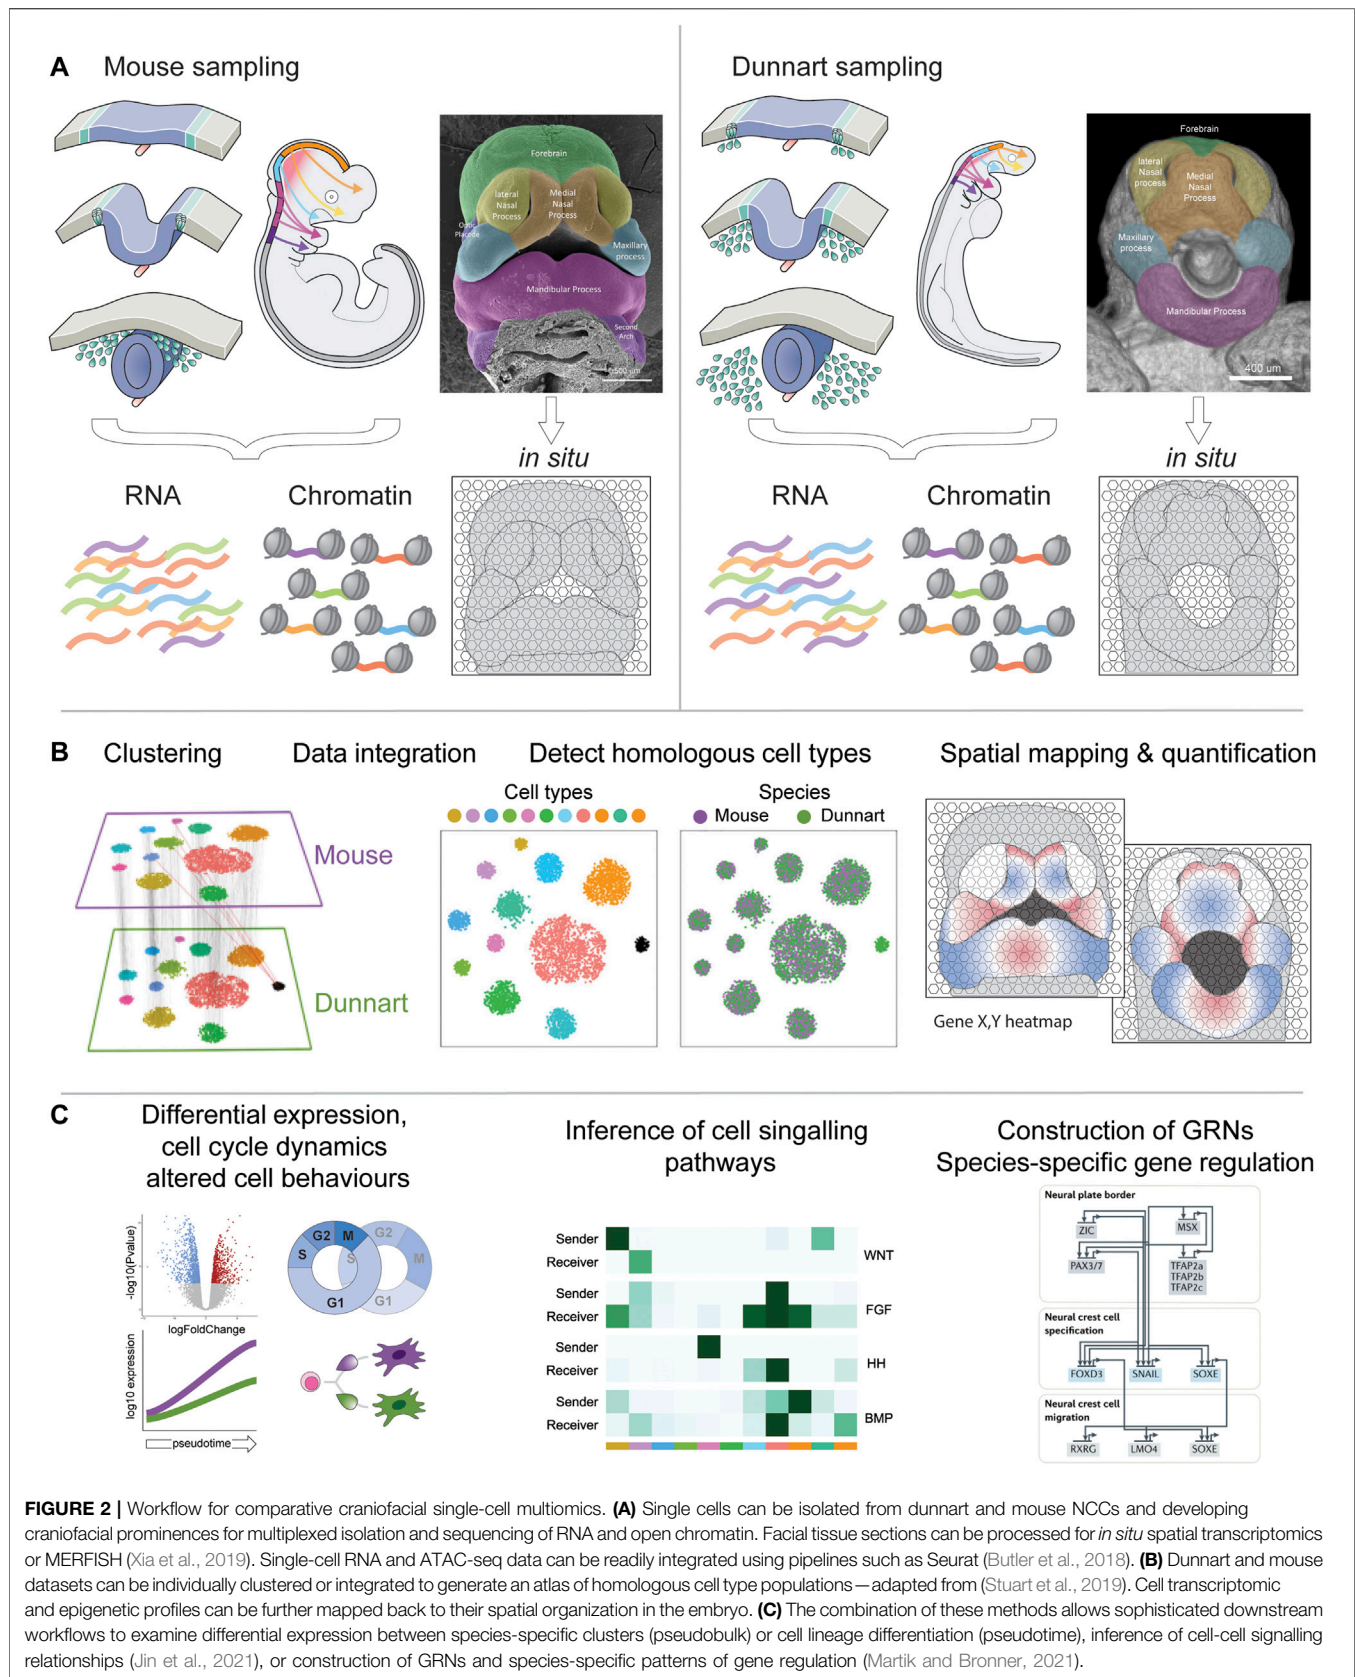 A Mouse sampling
Dunnart sampling
Forebrain
lateral
Nasal
Process
Medial
Nasal
Process
Optic
Placode
Maxillary
process
Mandibular Process
Second
Arch
500 µm
Forebrain
lateral
Nasal
process
Medial
Nasal
Process
Maxillary
process
Mandibular Process
400 um
RNA
Chromatin
in situ
RNA
Chromatin
in situ
B Clustering
Data integration
Detect homologous cell types
Spatial mapping & quantification
Mouse
Dunnart
Cell types
Species
Mouse
Dunnart
Gene X,Y heatmap
C Differential expression,
cell cycle dynamics
altered cell behaviours
-log10(Pvalue)
logFoldChange
log10 expression
pseudotime
G2
M
S
G1
G2
M
S
G1
Inference of cell singalling
pathways
Sender
Receiver
WNT
Sender
Receiver
FGF
Sender
Receiver
HH
Sender
Receiver
BMP
Construction of GRNs
Species-specific gene regulation
Neural plate border
ZIC
MSX
PAX3/7
TFAP2a
TFAP2b
TFAP2c
Neural crest cell
specification
FOXD3
SNAIL
SOXE
Neural crest cell
migration
RXRG
LMO4
SOXE
FIGURE 2 | Workflow for comparative craniofacial single-cell multiomics. (A) Single cells can be isolated from dunnart and mouse NCCs and developing
craniofacial prominences for multiplexed isolation and sequencing of RNA and open chromatin. Facial tissue sections can be processed for in situ spatial transcriptomics
or MERFISH (Xia et al., 2019). Single-cell RNA and ATAC-seq data can be readily integrated using pipelines such as Seurat (Butler et al., 2018). (B) Dunnart and mouse
datasets can be individually clustered or integrated to generate an atlas of homologous cell type populations—adapted from (Stuart et al., 2019). Cell transcriptomic
and epigenetic profiles can be further mapped back to their spatial organization in the embryo. (C) The combination of these methods allows sophisticated downstream
workflows to examine differential expression between species-specific clusters (pseudobulk) or cell lineage differentiation (pseudotime), inference of cell-cell signalling
relationships (Jin et al., 2021), or construction of GRNs and species-specific patterns of gene regulation (Martik and Bronner, 2021).